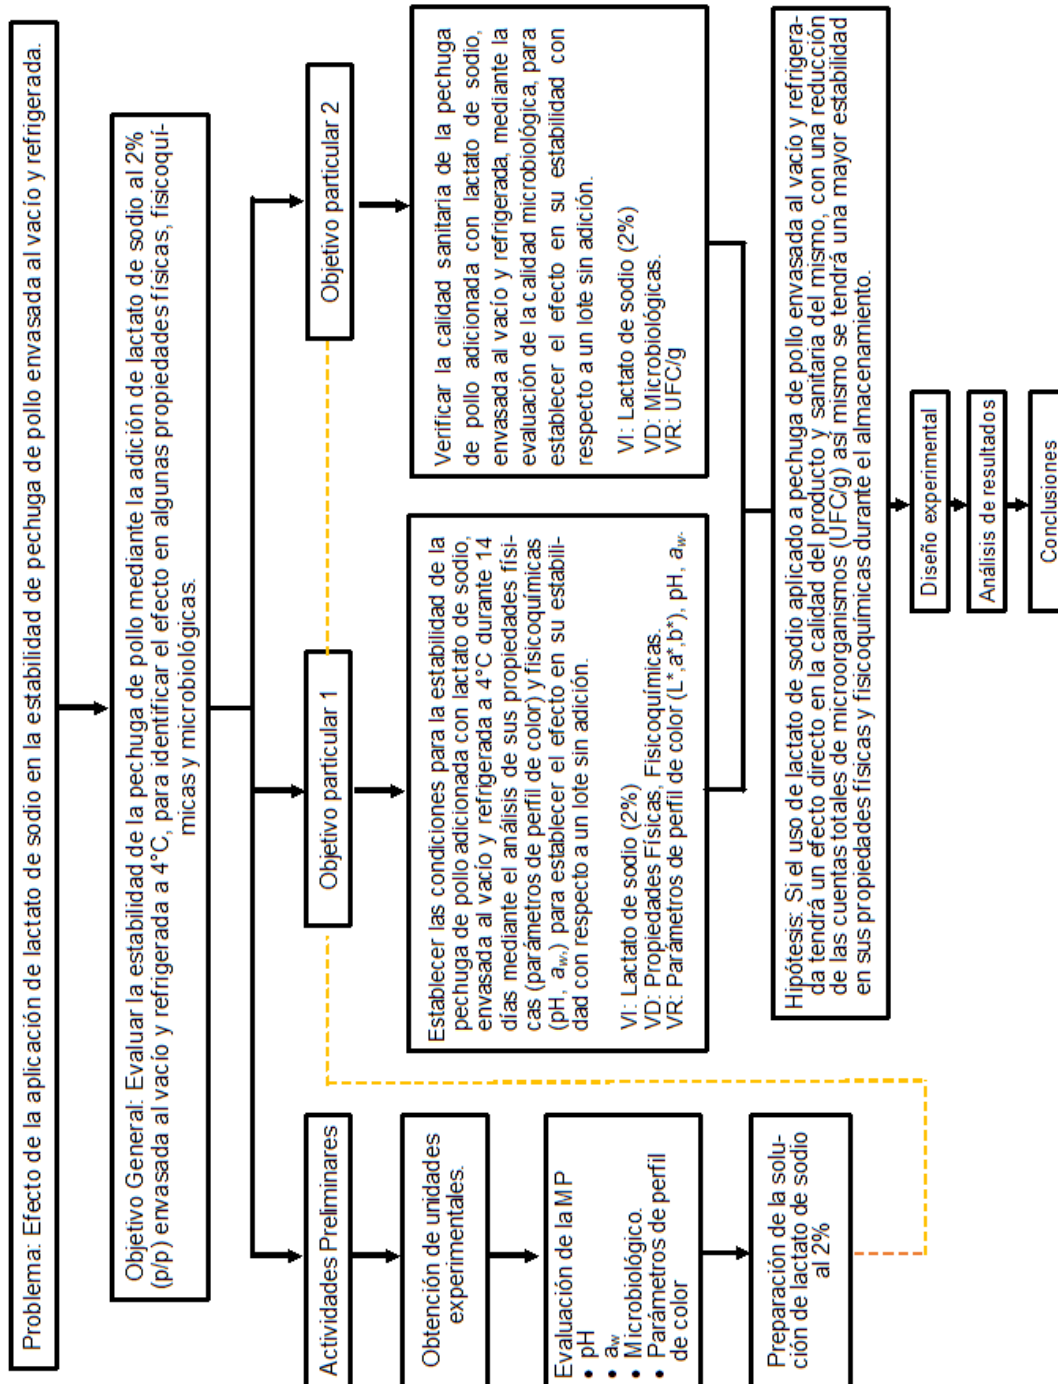 Problema: Efecto de la aplicación de lactato de sodio en la estabilidad de pechuga de pollo envasada al vacío y refrigerada.
Objetivo General: Evaluar la estabilidad de la pechuga de pollo mediante la adición de lactato de sodio al 2%
(p/p) envasada al vacío y refrigerada a 4°C, para identificar el efecto en algunas propiedades físicas, fisicoquí-
micas y microbiológicas.
Actividades Preliminares
Obtención de unidades
experimentales.
Evaluación de la MP
• pH
• aw
• Microbiológico.
• Parámetros de perfil
de color
Preparación de la solu-
ción de lactato de sodio
al 2%
Objetivo particular 1
Establecer las condiciones para la estabilidad de la
pechuga de pollo adicionada con lactato de sodio,
envasada al vacío y refrigerada a 4°C durante 14
días mediante el análisis de sus propiedades físi-
cas (parámetros de perfil de color) y fisicoquímicas
(pH, aw,) para establecer el efecto en su estabili-
dad con respecto a un lote sin adición.
VI: Lactato de sodio (2%)
VD: Propiedades Físicas, Fisicoquímicas.
VR: Parámetros de perfil de color (L*,a*,b*), pH, aw.
Objetivo particular 2
Verificar la calidad sanitaria de la pechuga
de pollo adicionada con lactato de sodio,
envasada al vacío y refrigerada, mediante la
evaluación de la calidad microbiológica, para
establecer el efecto en su estabilidad con
respecto a un lote sin adición.
VI: Lactato de sodio (2%)
VD: Microbiológicas.
VR: UFC/g
Hipótesis: Si el uso de lactato de sodio aplicado a pechuga de pollo envasada al vacío y refrigera-
da tendrá un efecto directo en la calidad del producto y sanitaria del mismo, con una reducción
de las cuentas totales de microorganismos (UFC/g) así mismo se tendrá una mayor estabilidad
en sus propiedades físicas y fisicoquímicas durante el almacenamiento.
Diseño experimental
Análisis de resultados
Conclusiones